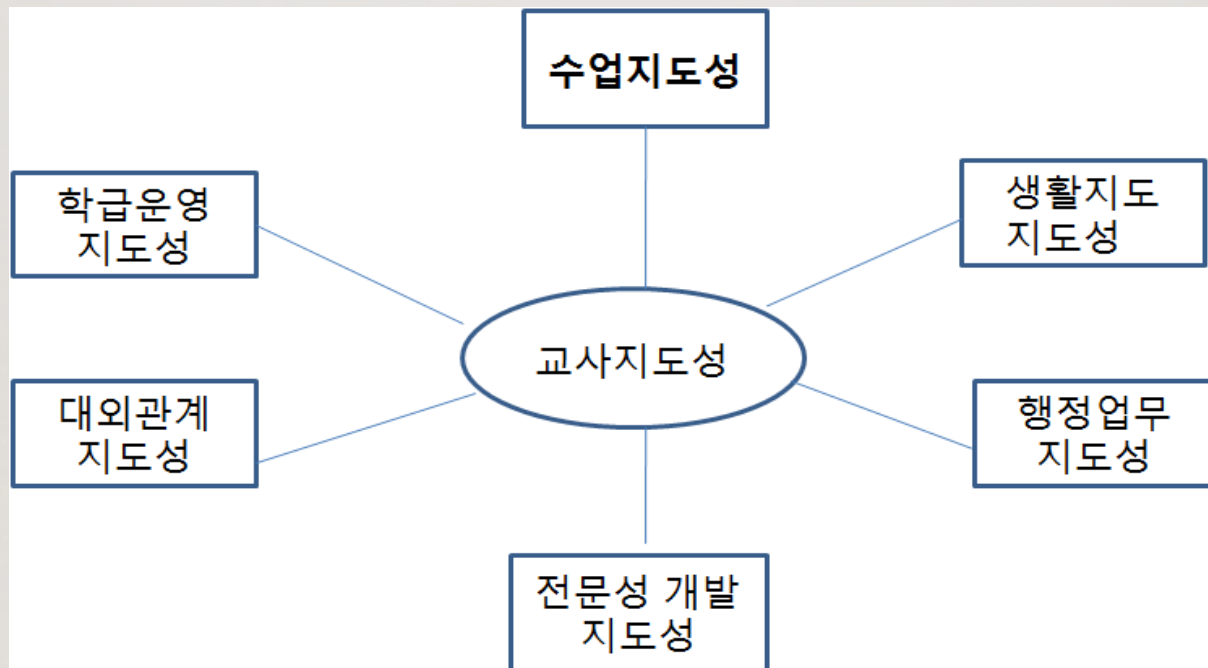 수업지도성
학급운영
지도성
생활지도
지도성
교사지도성
대외관계
지도성
행정업무
지도성
전문성 개발
지도성